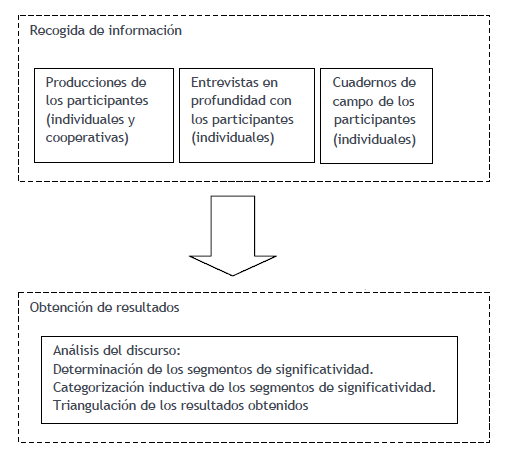 Recogida de información
Producciones de
los participantes
(individuales y
cooperativas)
Entrevistas en
profundidad con
los participantes
(individuales)
Cuadernos de
campo de los
participantes
(individuales)
Obtención de resultados
Análisis del discurso:
Determinación de los segmentos de significatividad.
Categorización inductiva de los segmentos de significatividad.
Triangulación de los resultados obtenidos